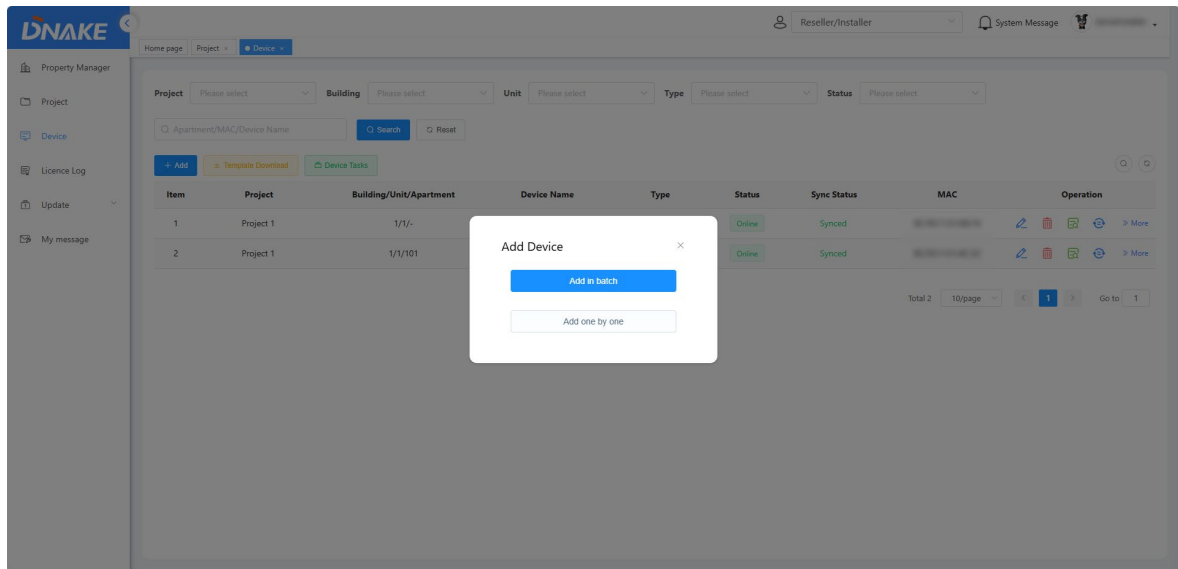 DNAKE
Reseller/Installer
System Message
Home page Project × Device ×
Property Manager
Project
Device
Licence Log
Update
My message
Project Please select Building Please select Unit Please select Type Please select Status Please select
Apartment/MAC/Device Name Search Reset
+ Add Template Download Device Tasks
Item Project Building/Unit/Apartment Device Name Type Status Sync Status MAC Operation
1 Project 1 1/1/- Online Synced » More
2 Project 1 1/1/101 Online Synced » More
Add Device ×
Add in batch
Add one by one
Total 2 10/page < 1 > Go to 1